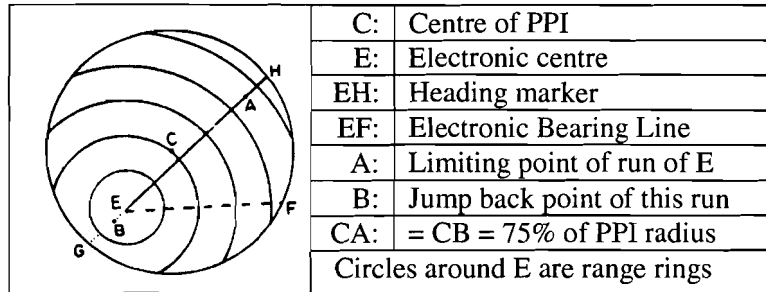 H
A
C
E
B
F
G
C: Centre of PPI
E: Electronic centre
EH: Heading marker
EF: Electronic Bearing Line
A: Limiting point of run of E
B: Jump back point of this run
CA: = CB = 75% of PPI radius
Circles around E are range rings